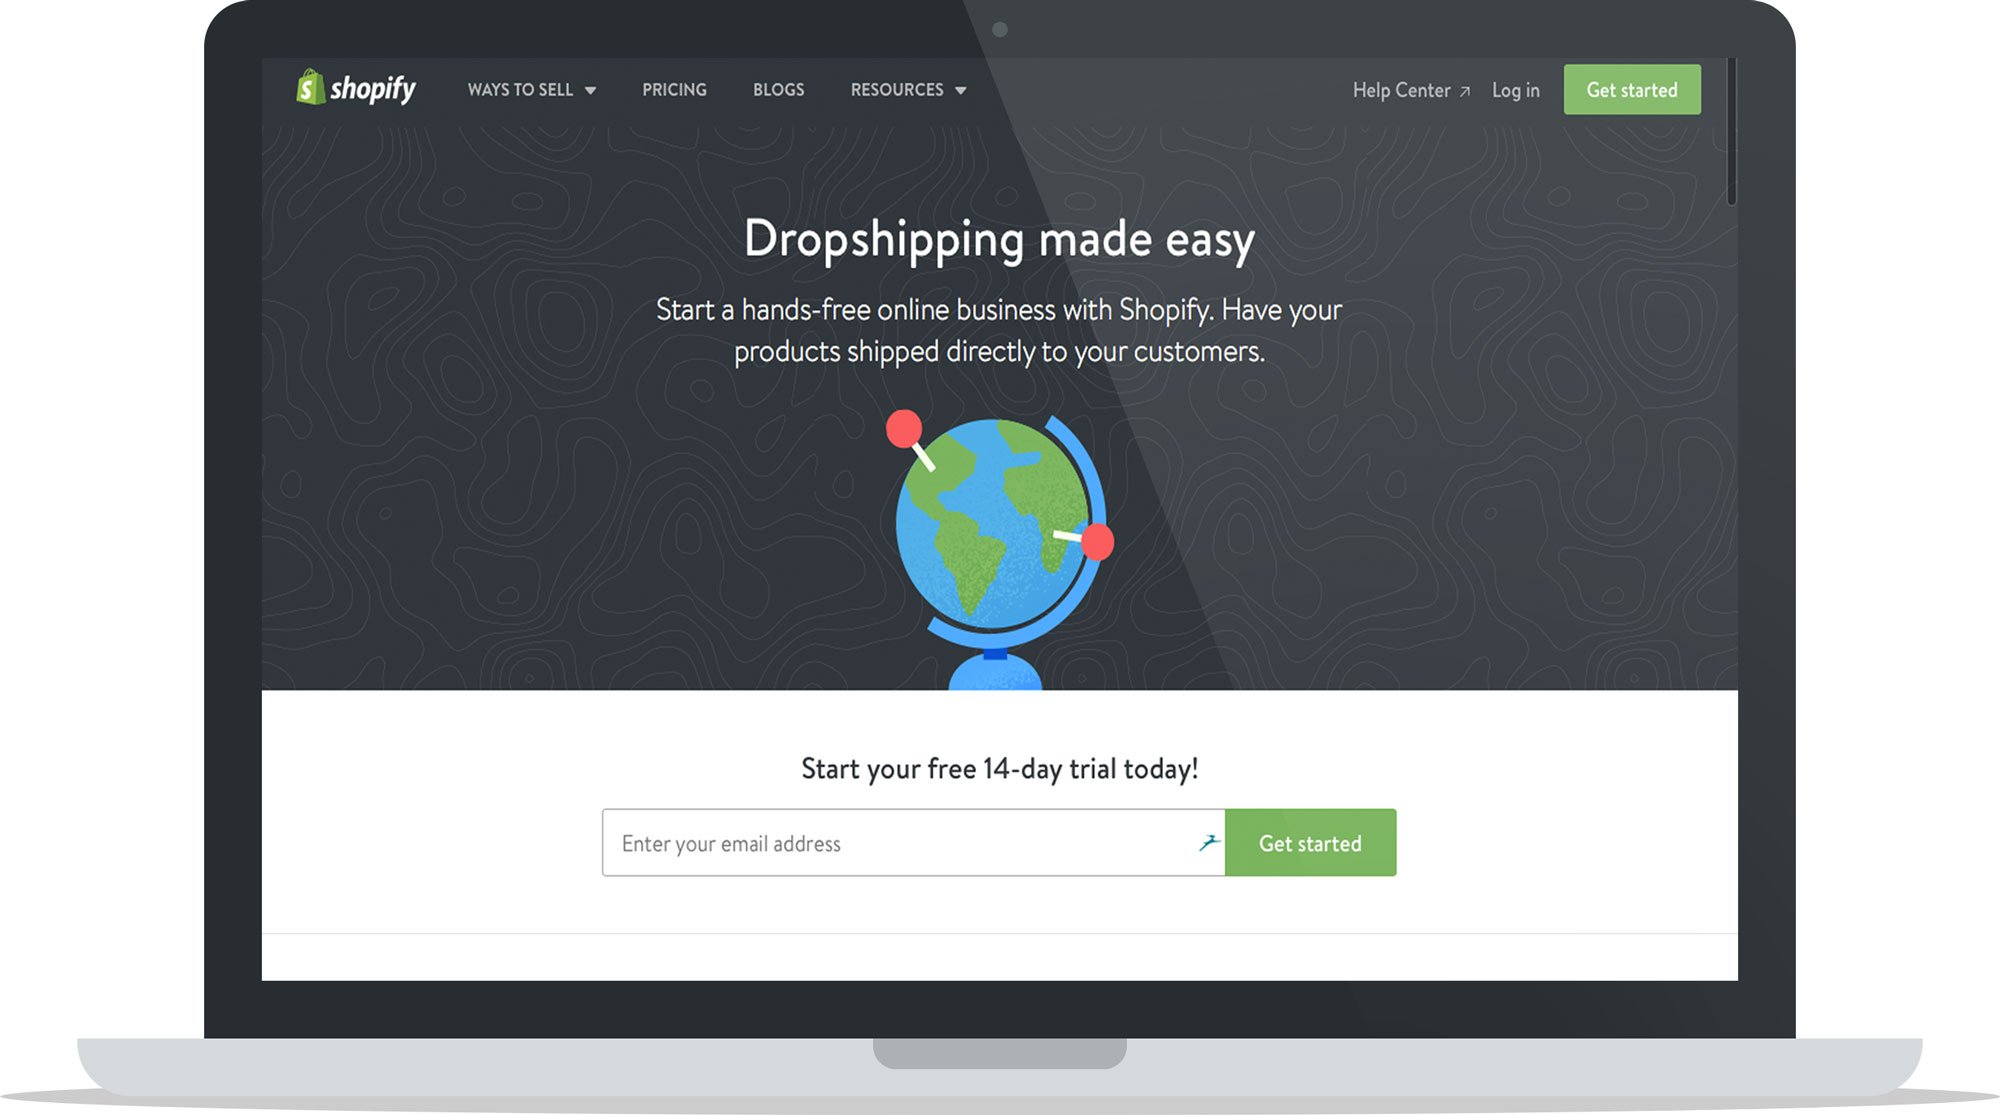 shopify
WAYS TO SELL
PRICING
BLOGS
RESOURCES
Help Center ↗
Log in
Get started
Dropshipping made easy
Start a hands-free online business with Shopify. Have your
products shipped directly to your customers.
Start your free 14-day trial today!
Enter your email address
Get started